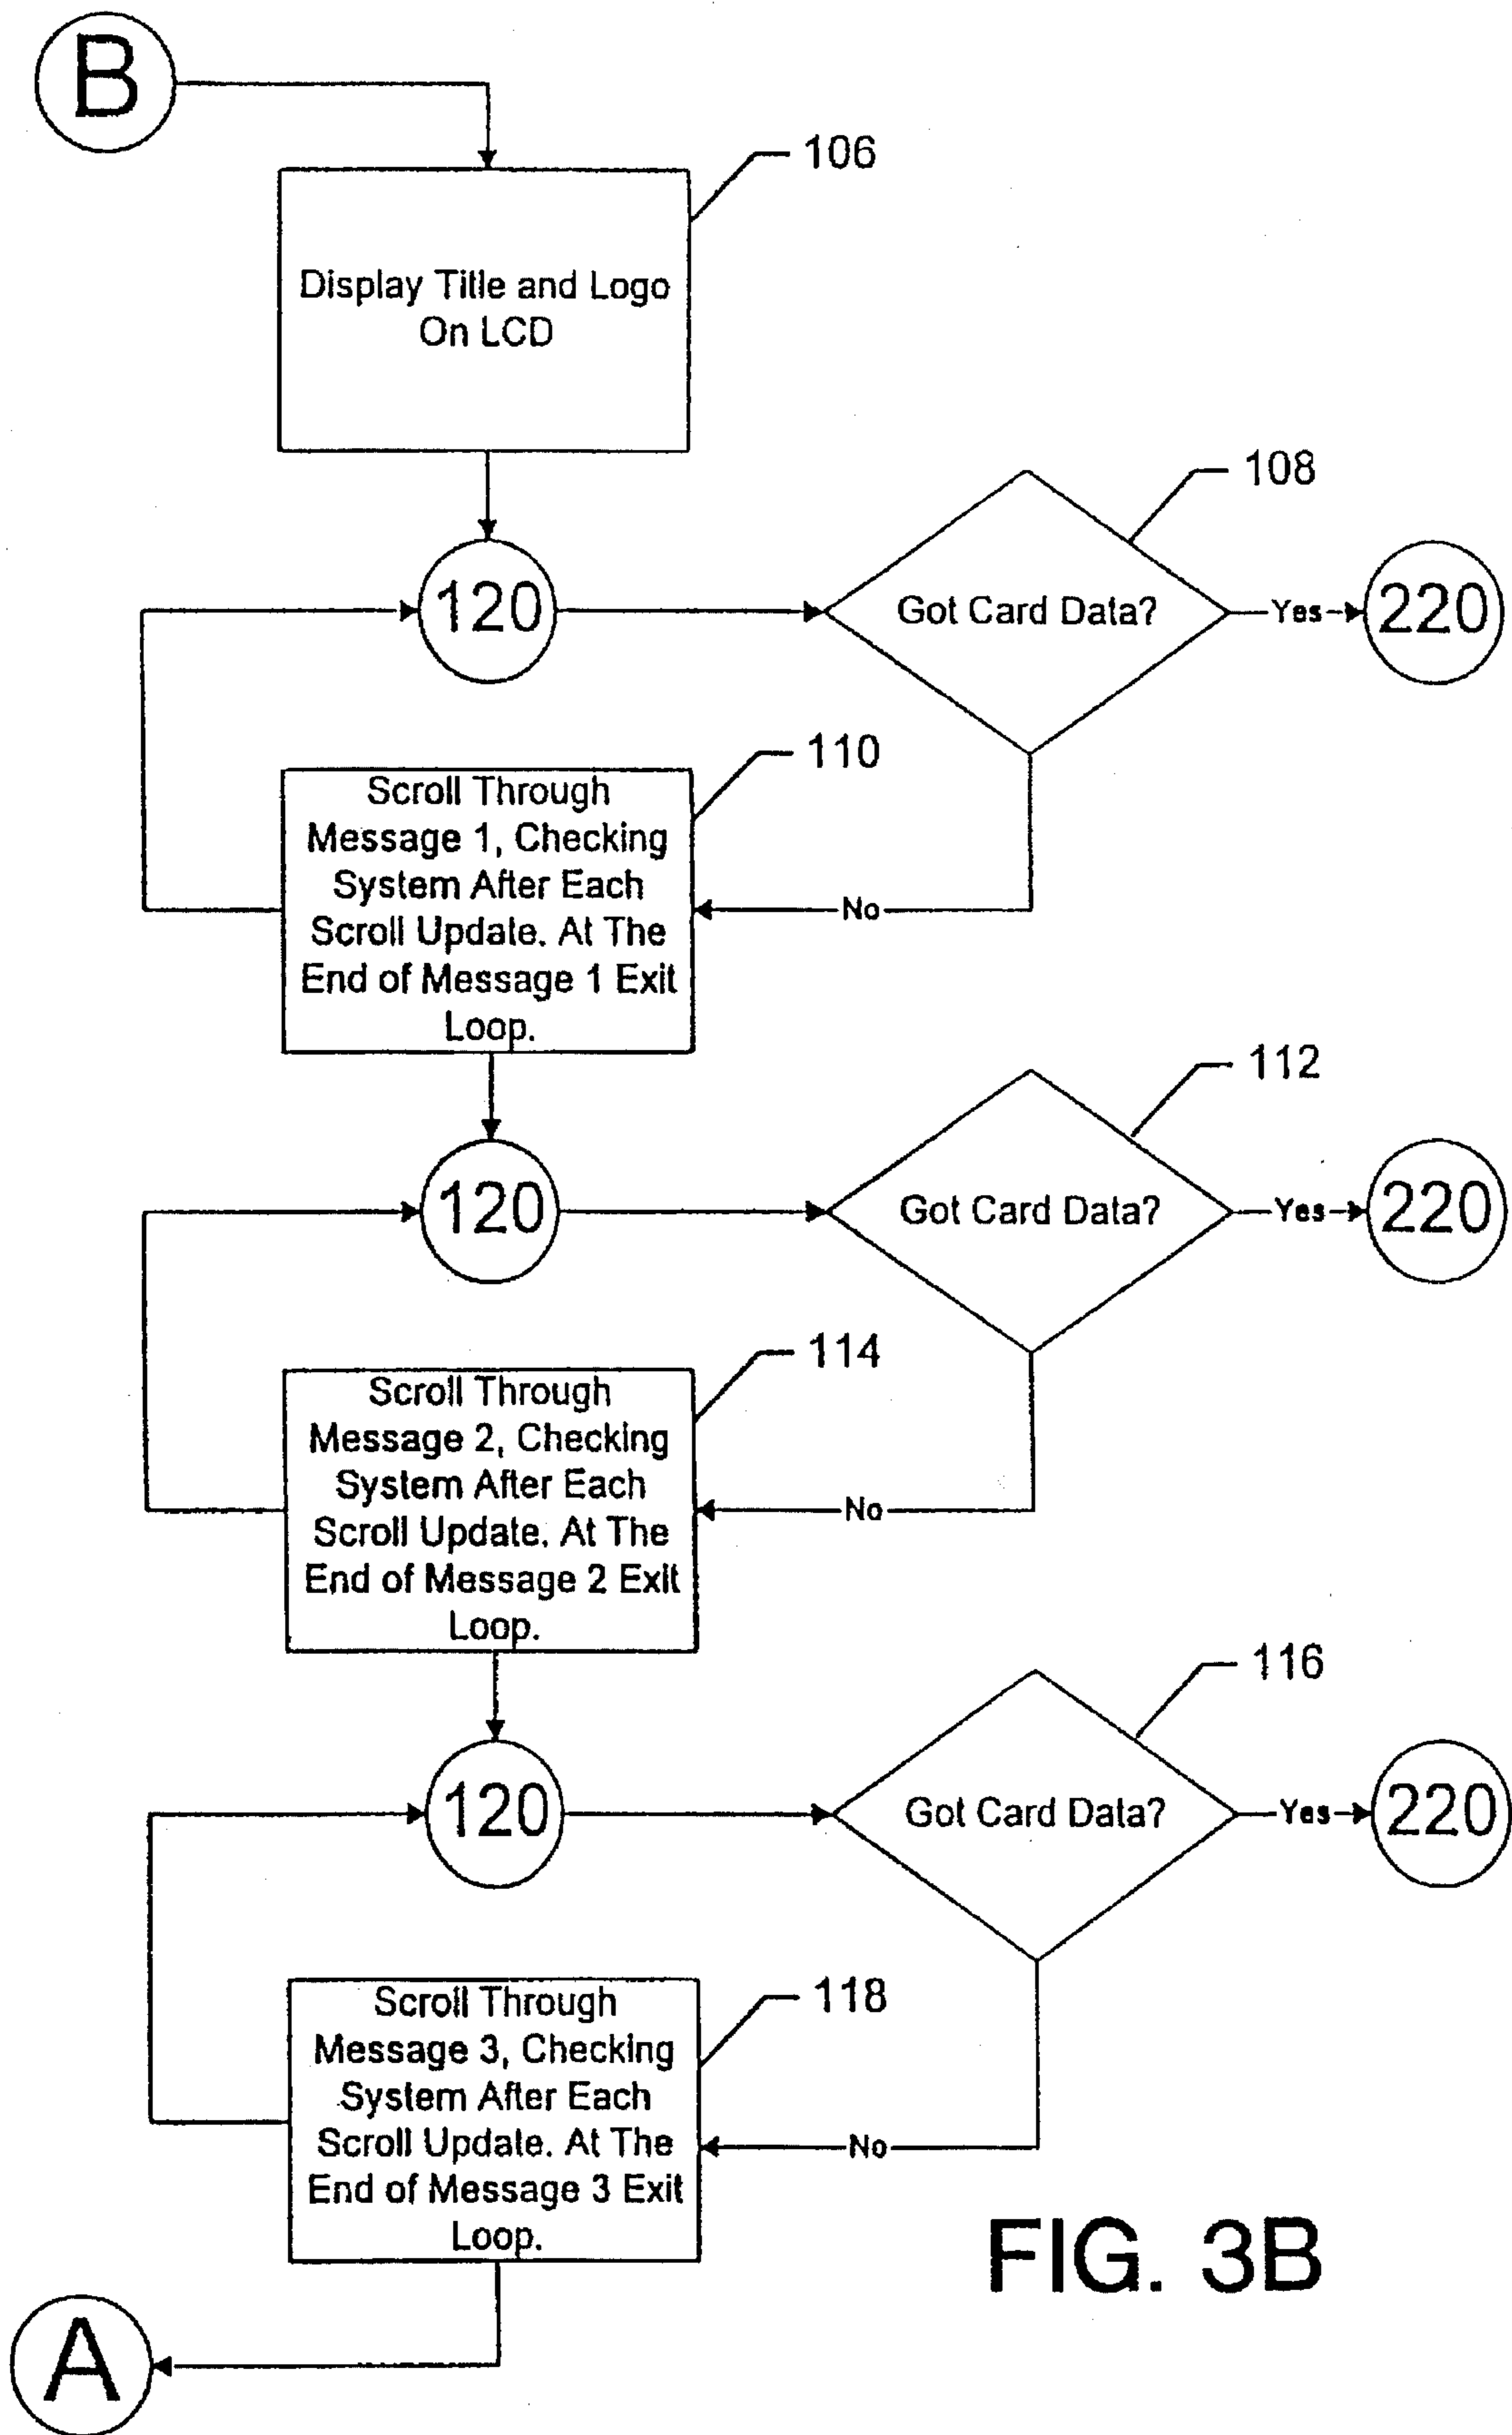 B
106
Display Title and Logo
On LCD
108
120
Got Card Data?
Yes
220
110
Scroll Through
Message 1, Checking
System After Each
Scroll Update. At The
End of Message 1 Exit
Loop.
No
112
120
Got Card Data?
Yes
220
114
Scroll Through
Message 2, Checking
System After Each
Scroll Update. At The
End of Message 2 Exit
Loop.
No
116
120
Got Card Data?
Yes
220
118
Scroll Through
Message 3, Checking
System After Each
Scroll Update. At The
End of Message 3 Exit
Loop.
No
FIG. 3B
A